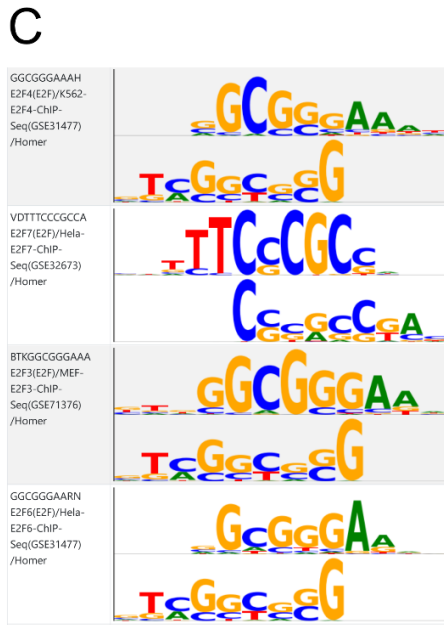 C
GGCGGGAAAH
E2F4(E2F)/K562-
E2F4-ChIP-
Seq(GSE31477)
/Homer
VDTTTCCCGCCA
E2F7(E2F)/Hela-
E2F7-ChIP-
Seq(GSE32673)
/Homer
BTKGGCGGGAAA
E2F3(E2F)/MEF-
E2F3-ChIP-
Seq(GSE71376)
/Homer
GGCGGGAARN
E2F6(E2F)/Hela-
E2F6-ChIP-
Seq(GSE31477)
/Homer